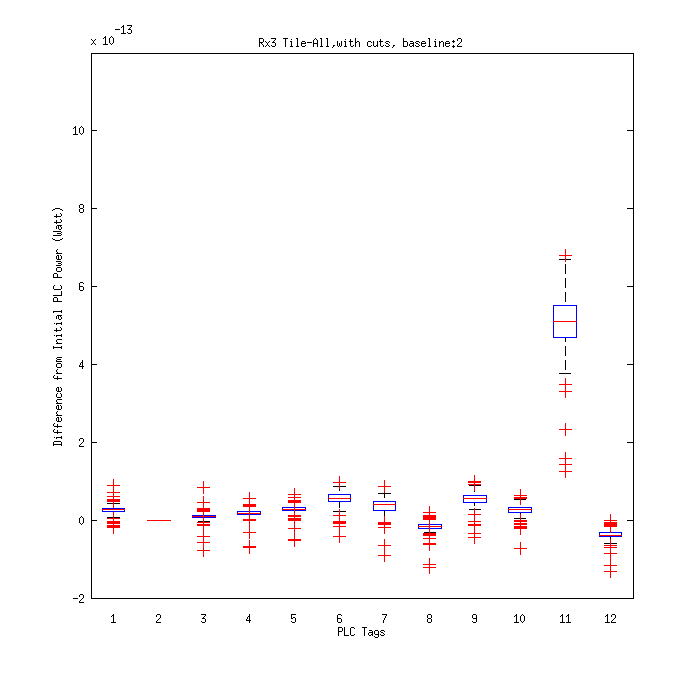 x 10-13
Rx3 Tile-All,with cuts, baseline:2
10
8
6
4
2
0
-2
Difference from Initial PLC Power (Watt)
1 2 3 4 5 6 7 8 9 10 11 12
PLC Tags